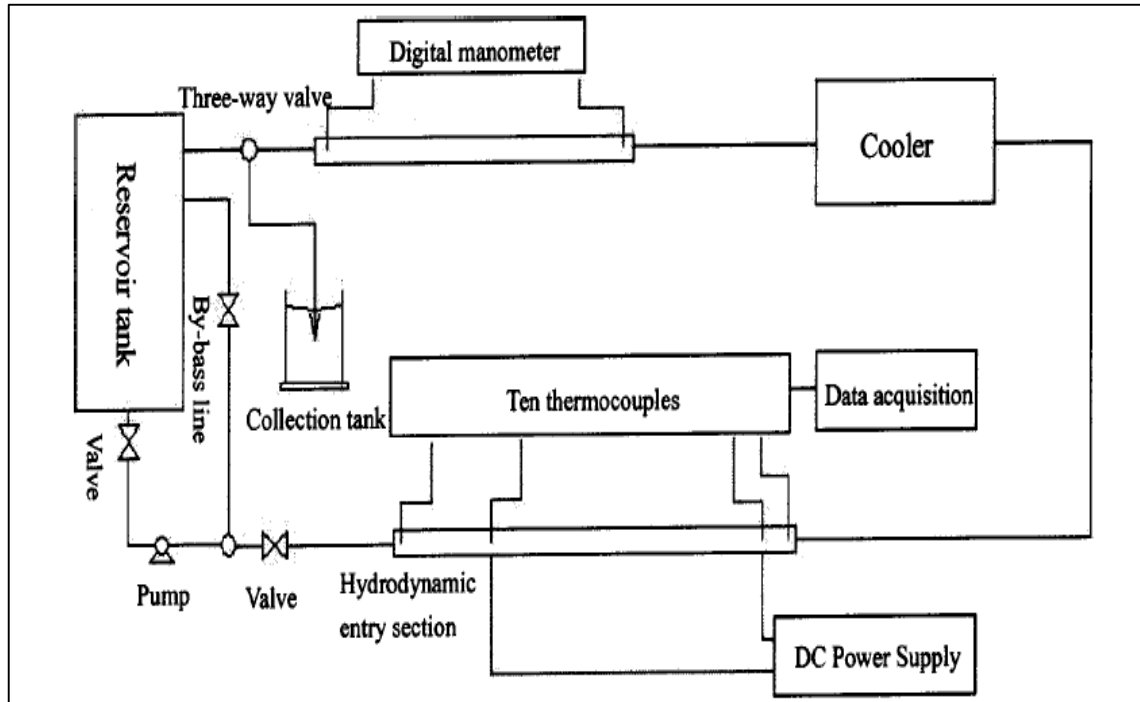 Digital manometer
Three-way valve
Reservoir tank
Cooler
By-bass line
Collection tank
Ten thermocouples
Data acquisition
Valve
Pump
Valve
Hydrodynamic
entry section
DC Power Supply